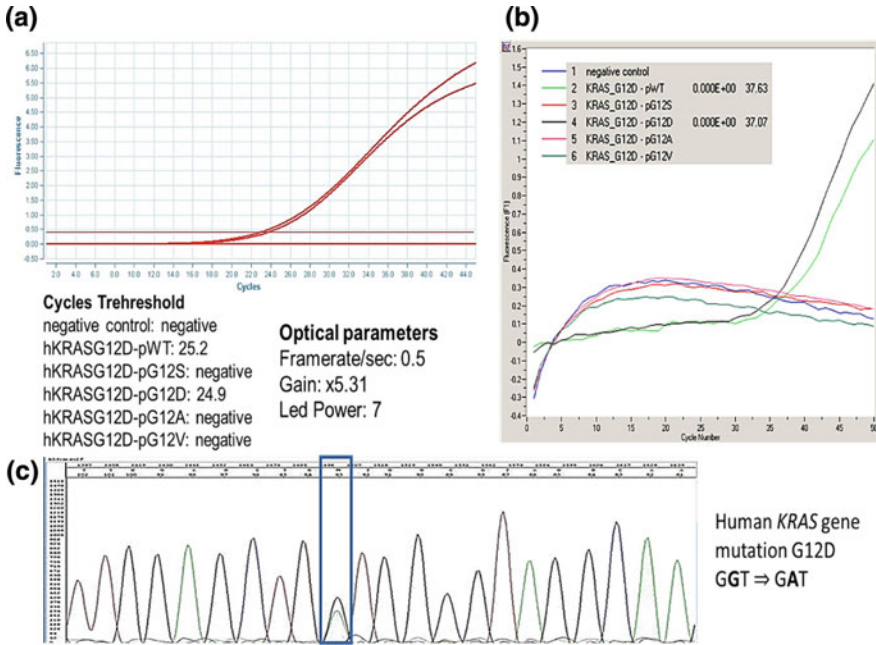 (a)
6.50
6.00
5.50
5.00
4.50
4.00
3.50
3.00
2.50
2.00
1.50
1.00
0.50
0.00
-0.50
Fluorescence
2.0 4.0 6.0 8.0 10.0 12.0 14.0 16.0 18.0 20.0 22.0 24.0 26.0 28.0 30.0 32.0 34.0 36.0 38.0 40.0 42.0 44.0
Cycles
Cycles Trehreshold
negative control: negative
hKRASG12D-pWT: 25.2
hKRASG12D-pG12S: negative
hKRASG12D-pG12D: 24.9
hKRASG12D-pG12A: negative
hKRASG12D-pG12V: negative
Optical parameters
Framerate/sec: 0.5
Gain: x5.31
Led Power: 7
(b)
1.6
1.5
1.4
1.3
1.2
1.1
1
0.9
0.8
0.7
0.6
0.5
0.4
0.3
0.2
0.1
0
-0.1
-0.2
-0.3
-0.4
Fluorescence (F1)
1 negative control
2 KRAS_G12D - pWT 0.000E+00 37.63
3 KRAS_G12D - pG12S
4 KRAS_G12D - pG12D 0.000E+00 37.07
5 KRAS_G12D - pG12A
6 KRAS_G12D - pG12V
0 5 10 15 20 25 30 35 40 45 50
Cycle Number
(c)
Human KRAS gene
mutation G12D
GGT ⇒ GAT